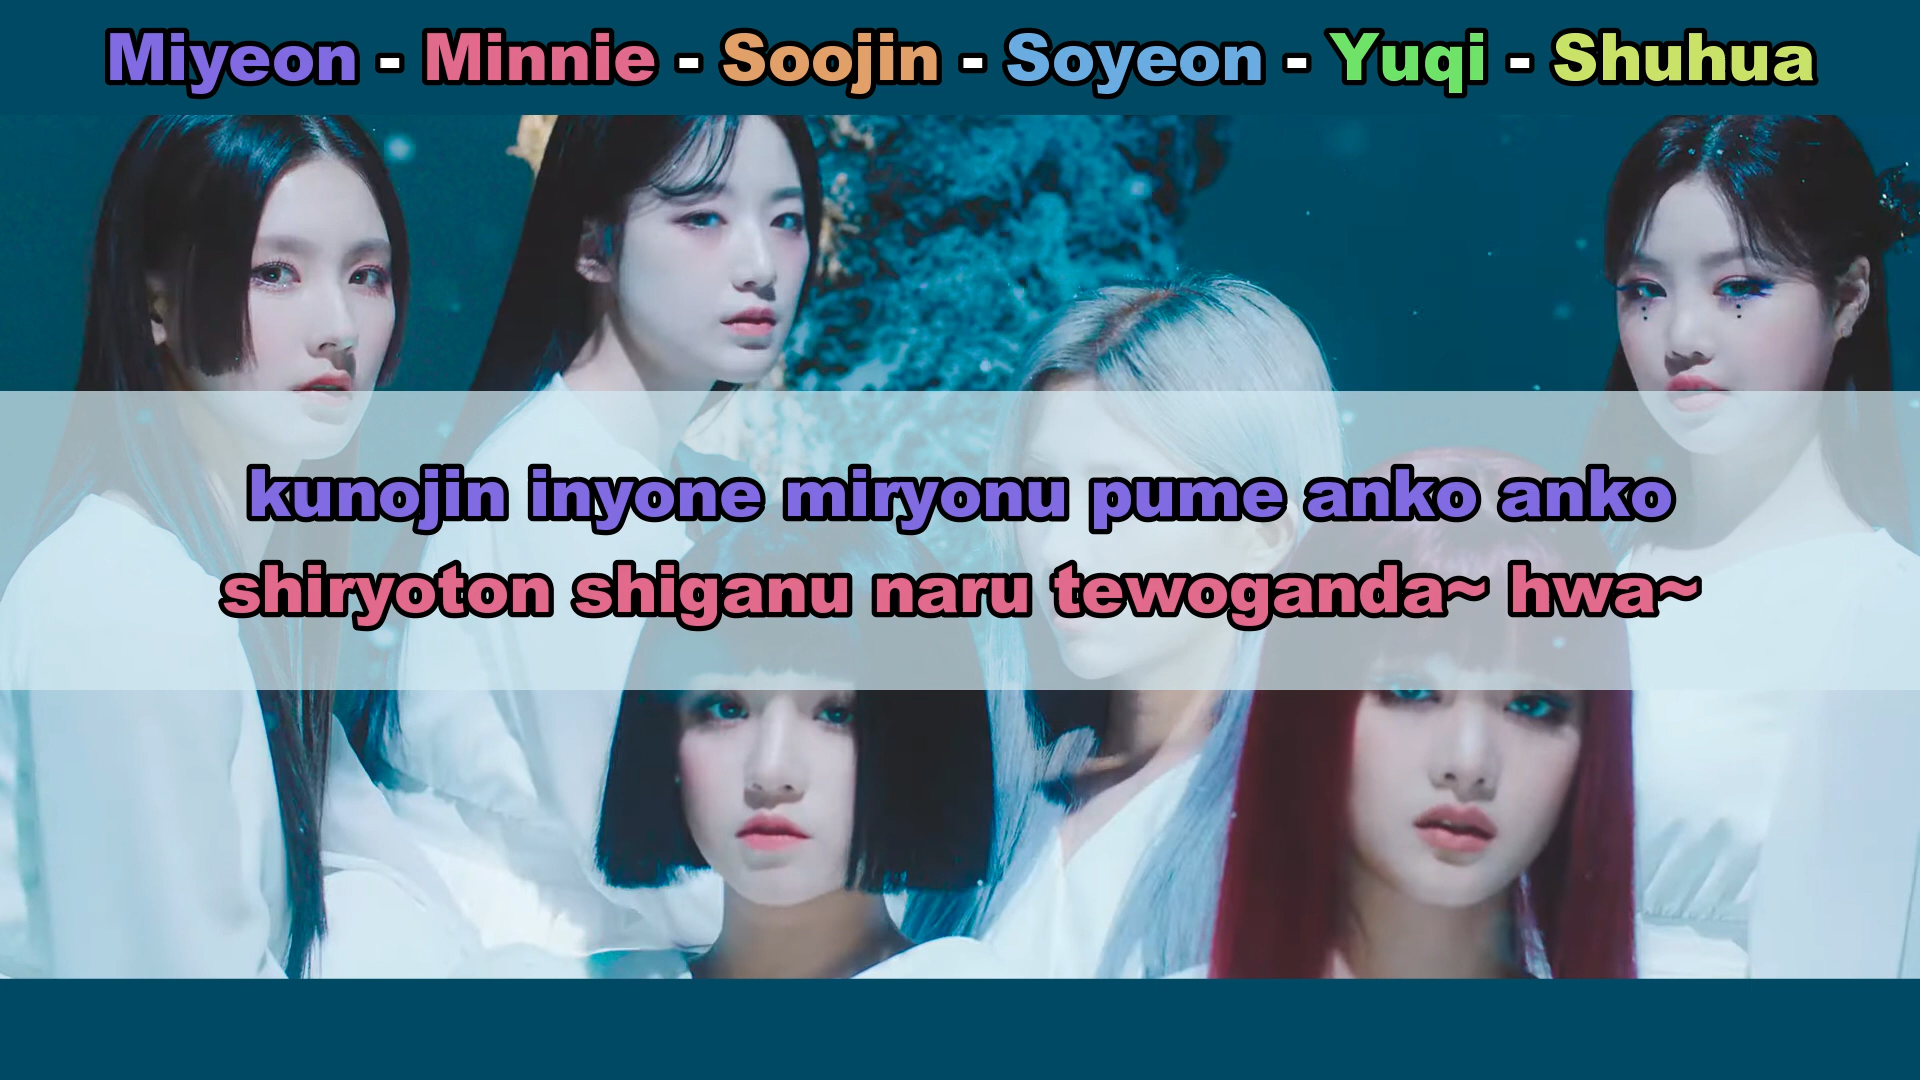 Miyeon - Minnie - Soojin - Soyeon - Yuqi - Shuhua
kunojin inyone miryonu pume anko anko
shiryoton shiganu naru tewoganda~ hwa~